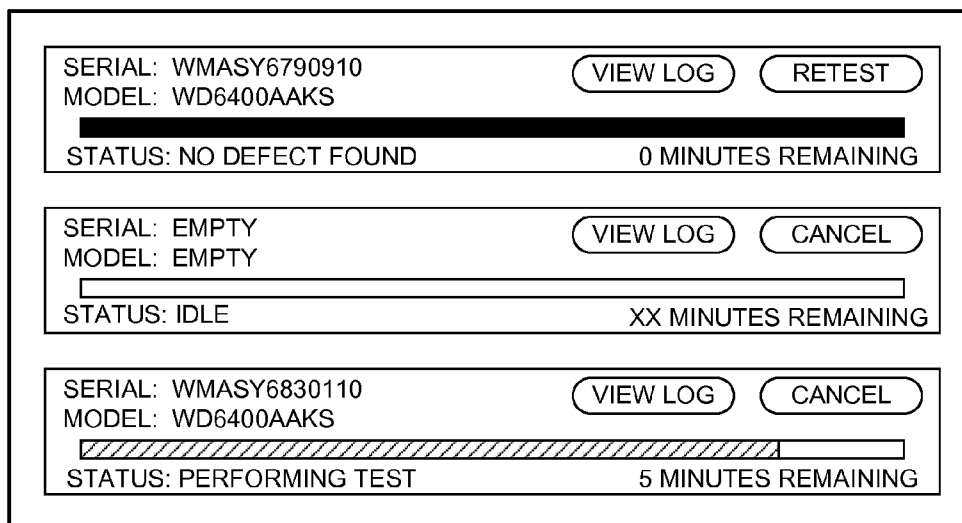 SERIAL: WMASY6790910
VIEW LOG
RETEST
MODEL: WD6400AAKS
STATUS: NO DEFECT FOUND
0 MINUTES REMAINING
SERIAL: EMPTY
VIEW LOG
CANCEL
MODEL: EMPTY
STATUS: IDLE
XX MINUTES REMAINING
SERIAL: WMASY6830110
VIEW LOG
CANCEL
MODEL: WD6400AAKS
STATUS: PERFORMING TEST
5 MINUTES REMAINING